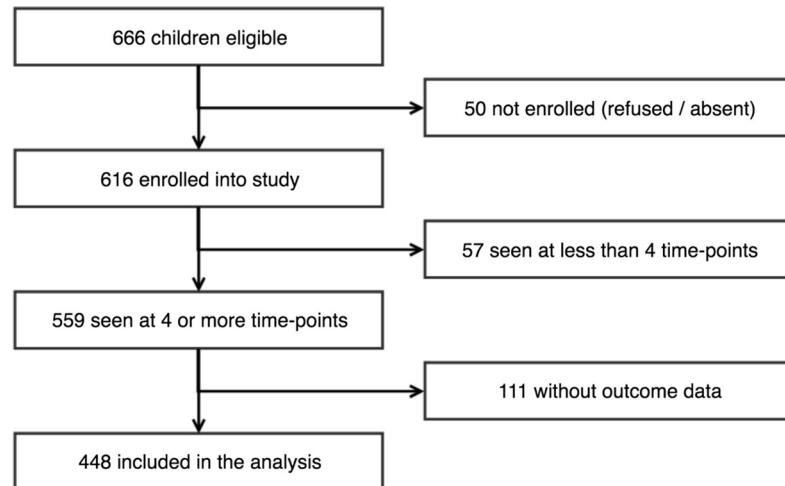 666 children eligible
50 not enrolled (refused / absent)
616 enrolled into study
57 seen at less than 4 time-points
559 seen at 4 or more time-points
111 without outcome data
448 included in the analysis